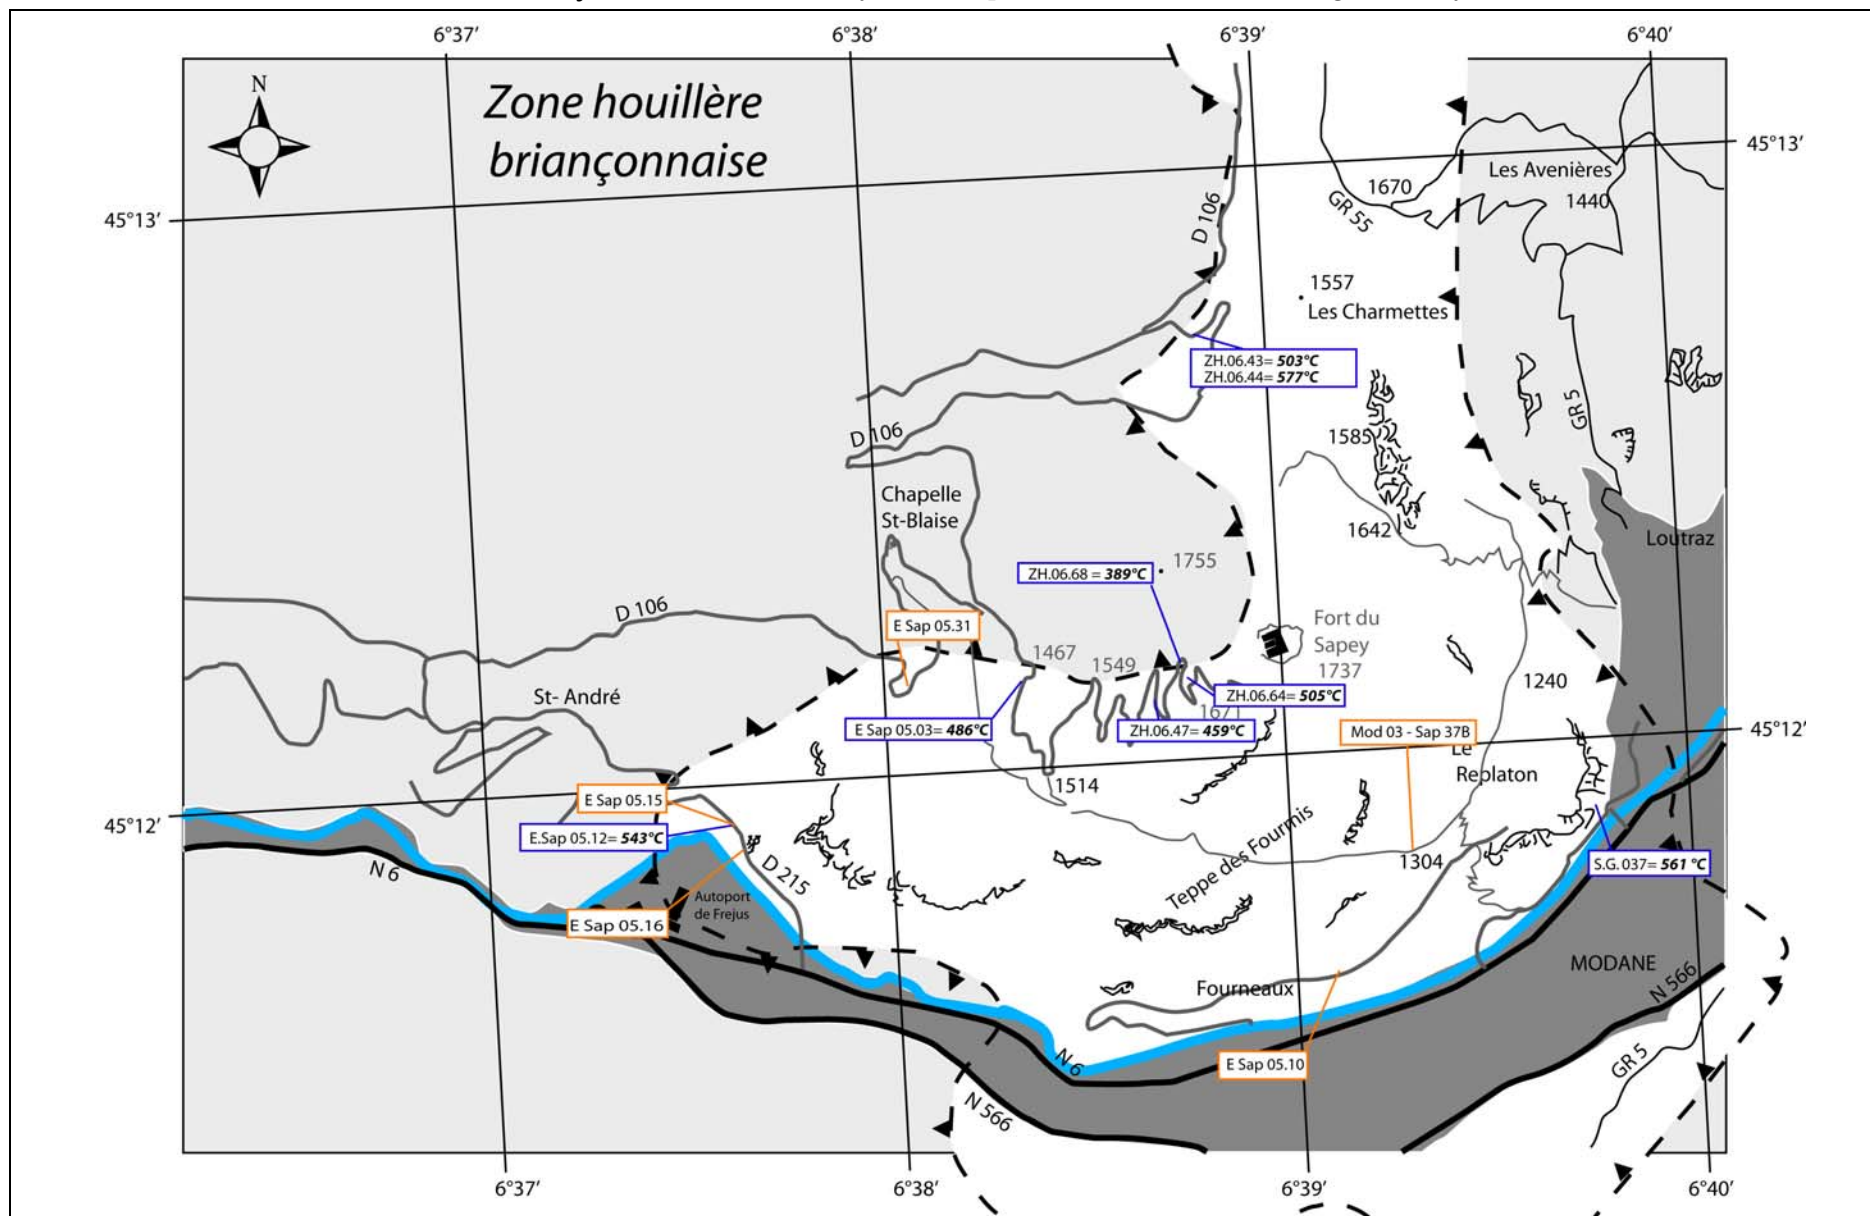 6°37’ 6°38’ 6°39’ 6°40’
N
Zone houillère
briançonnaise
45°13’
45°13’
Les Avenières
1670
1440
GR 55
D 106
1557
Les Charmettes
ZH.06.43= 503°C
ZH.06.44= 577°C
GR5
1585
D 106
Chapelle
St-Blaise
1642
Loutraz
1755
ZH.06.68 = 389°C
D 106
E Sap 05.31
Fort du
Sapey
1737
1467
1549
1240
St- André
ZH.06.64= 505°C
167
E Sap 05.03= 486°C
ZH.06.47= 459°C
Mod 03 - Sap 37B
45°12’
Le
Replaton
1514
E Sap 05.15
45°12’
E.Sap 05.12= 543°C
Teppe des Fourmis
1304
S.G. 037= 561 °C
N 6
D 215
Autoport
de Frejus
E Sap 05.16
MODANE
Fourneaux
N 566
N 6
E Sap 05.10
GR 5
N 566
6°37’ 6°38’ 6°39’ 6°40’